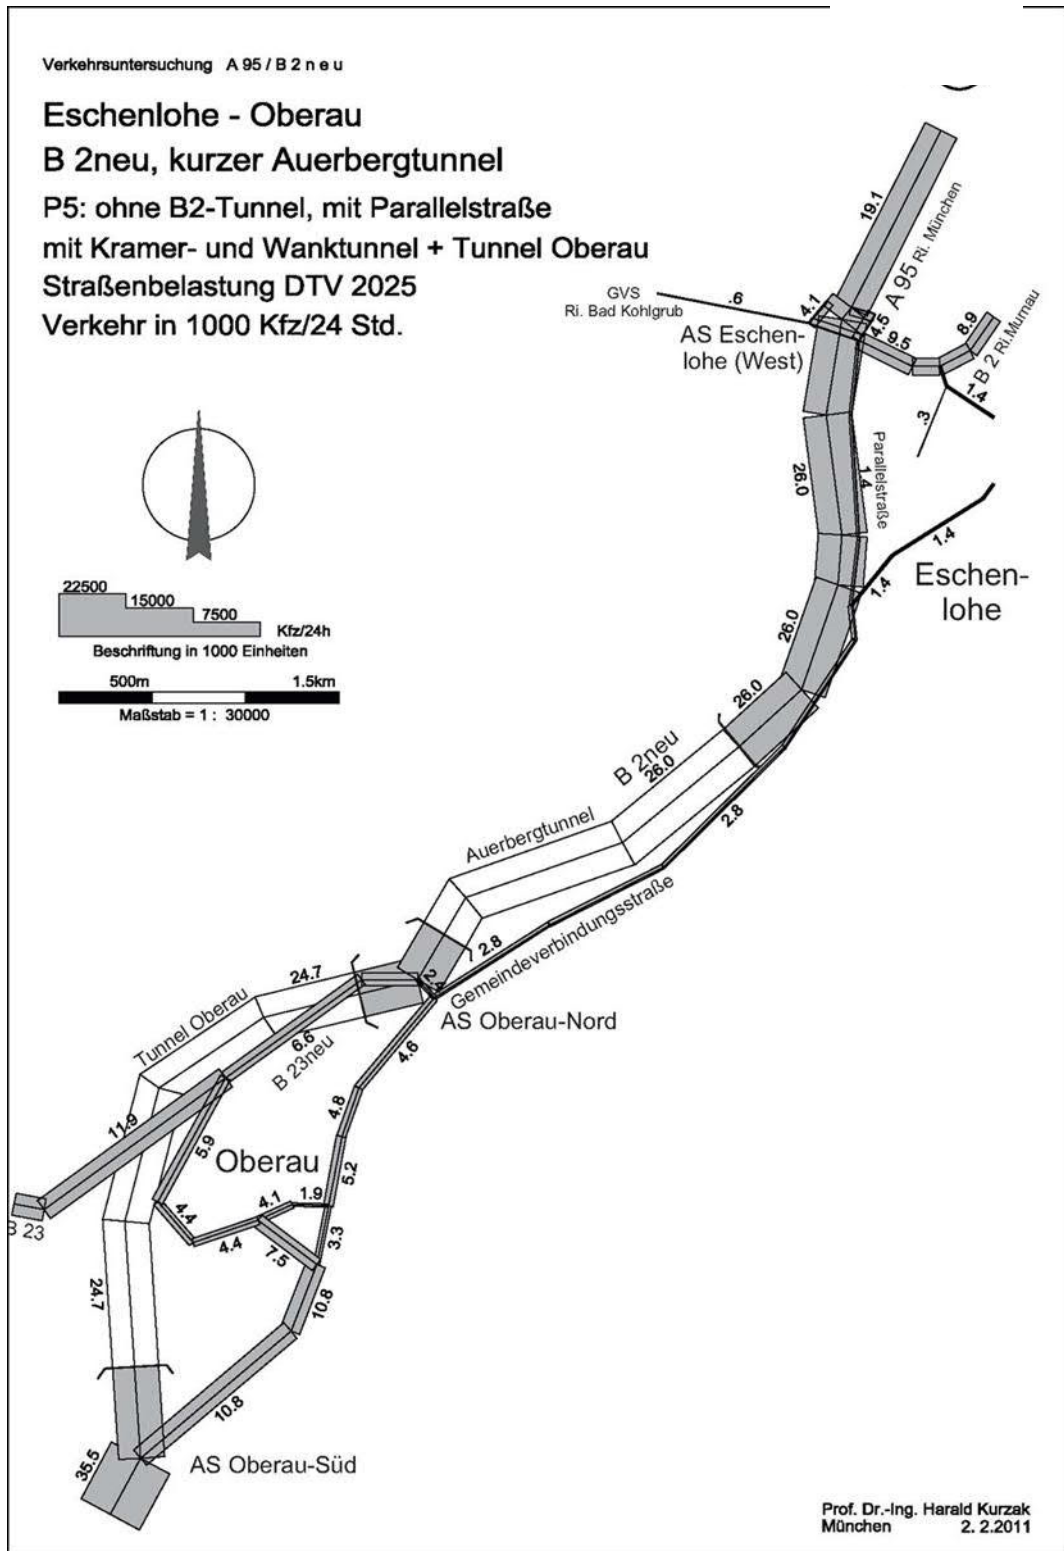 Verkehrsuntersuchung A 95 / B 2 n e u
Eschenlohe - Oberau
B 2neu, kurzer Auerbergtunnel
P5: ohne B2-Tunnel, mit Parallelstraße
mit Kramer- und Wanktunnel + Tunnel Oberau
Straßenbelastung DTV 2025
Verkehr in 1000 Kfz/24 Std.
19.1
A 95 Ri. München
GVS
Ri. Bad Kohlgrub
.6
4.1
4.5
9.5
8.9
B 2 Ri.Murnau
AS Eschen-
lohe (West)
1.4
.3
26.0
1.4
Parallelstraße
1.4
1.4
Eschen-
lohe
22500
15000
7500
Kfz/24h
Beschriftung in 1000 Einheiten
500m
1.5km
Maßstab = 1 : 30000
26.0
26.0
B 2neu
26.0
2.8
Auerbergtunnel
2.8
Gemeindeverbindungsstraße
24.7
2.4
AS Oberau-Nord
Tunnel Oberau
6.6
B 23neu
4.6
11.9
4.8
5.9
Oberau
5.2
4.1
1.9
4.4
4.4
3.3
7.5
B 23
24.7
10.8
10.8
35.5
AS Oberau-Süd
Prof. Dr.-Ing. Harald Kurzak
München 2. 2.2011